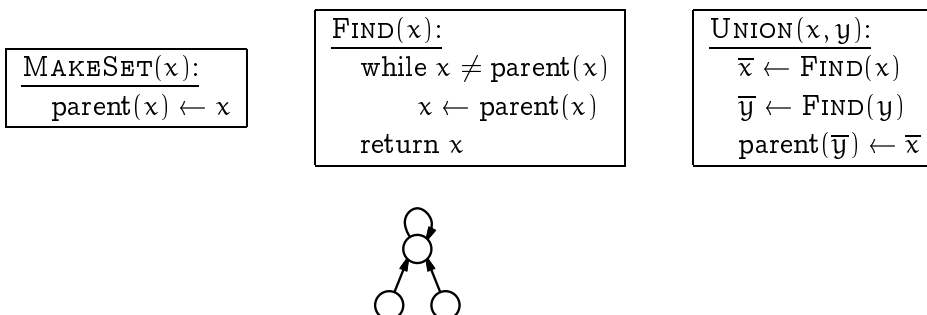 MAKESET(x):
parent(x) ← x
FIND(x):
while x ≠ parent(x)
x ← parent(x)
return x
UNION(x, y):
x̅ ← FIND(x)
y̅ ← FIND(y)
parent(y̅) ← x̅